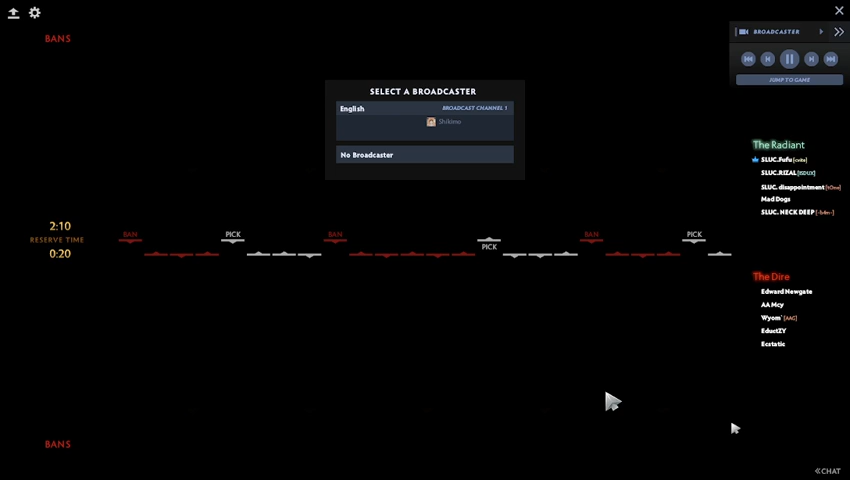 BANS
BROADCASTER
JUMP TO GAME
SELECT A BROADCASTER
English
BROADCAST CHANNEL 1
Shikimo
No Broadcaster
The Radiant
SLUC.Fufu
SLUC.RIZAL
SLUC. disappointment
Mad Dogs
SLUC. NECK DEEP
2:10
RESERVE TIME
0:20
BAN
PICK
BAN
PICK
BAN
PICK
The Dire
Edward Newgate
AA Mcy
Wyom' [AAG]
EductZY
Ecstatic
BANS
CHAT